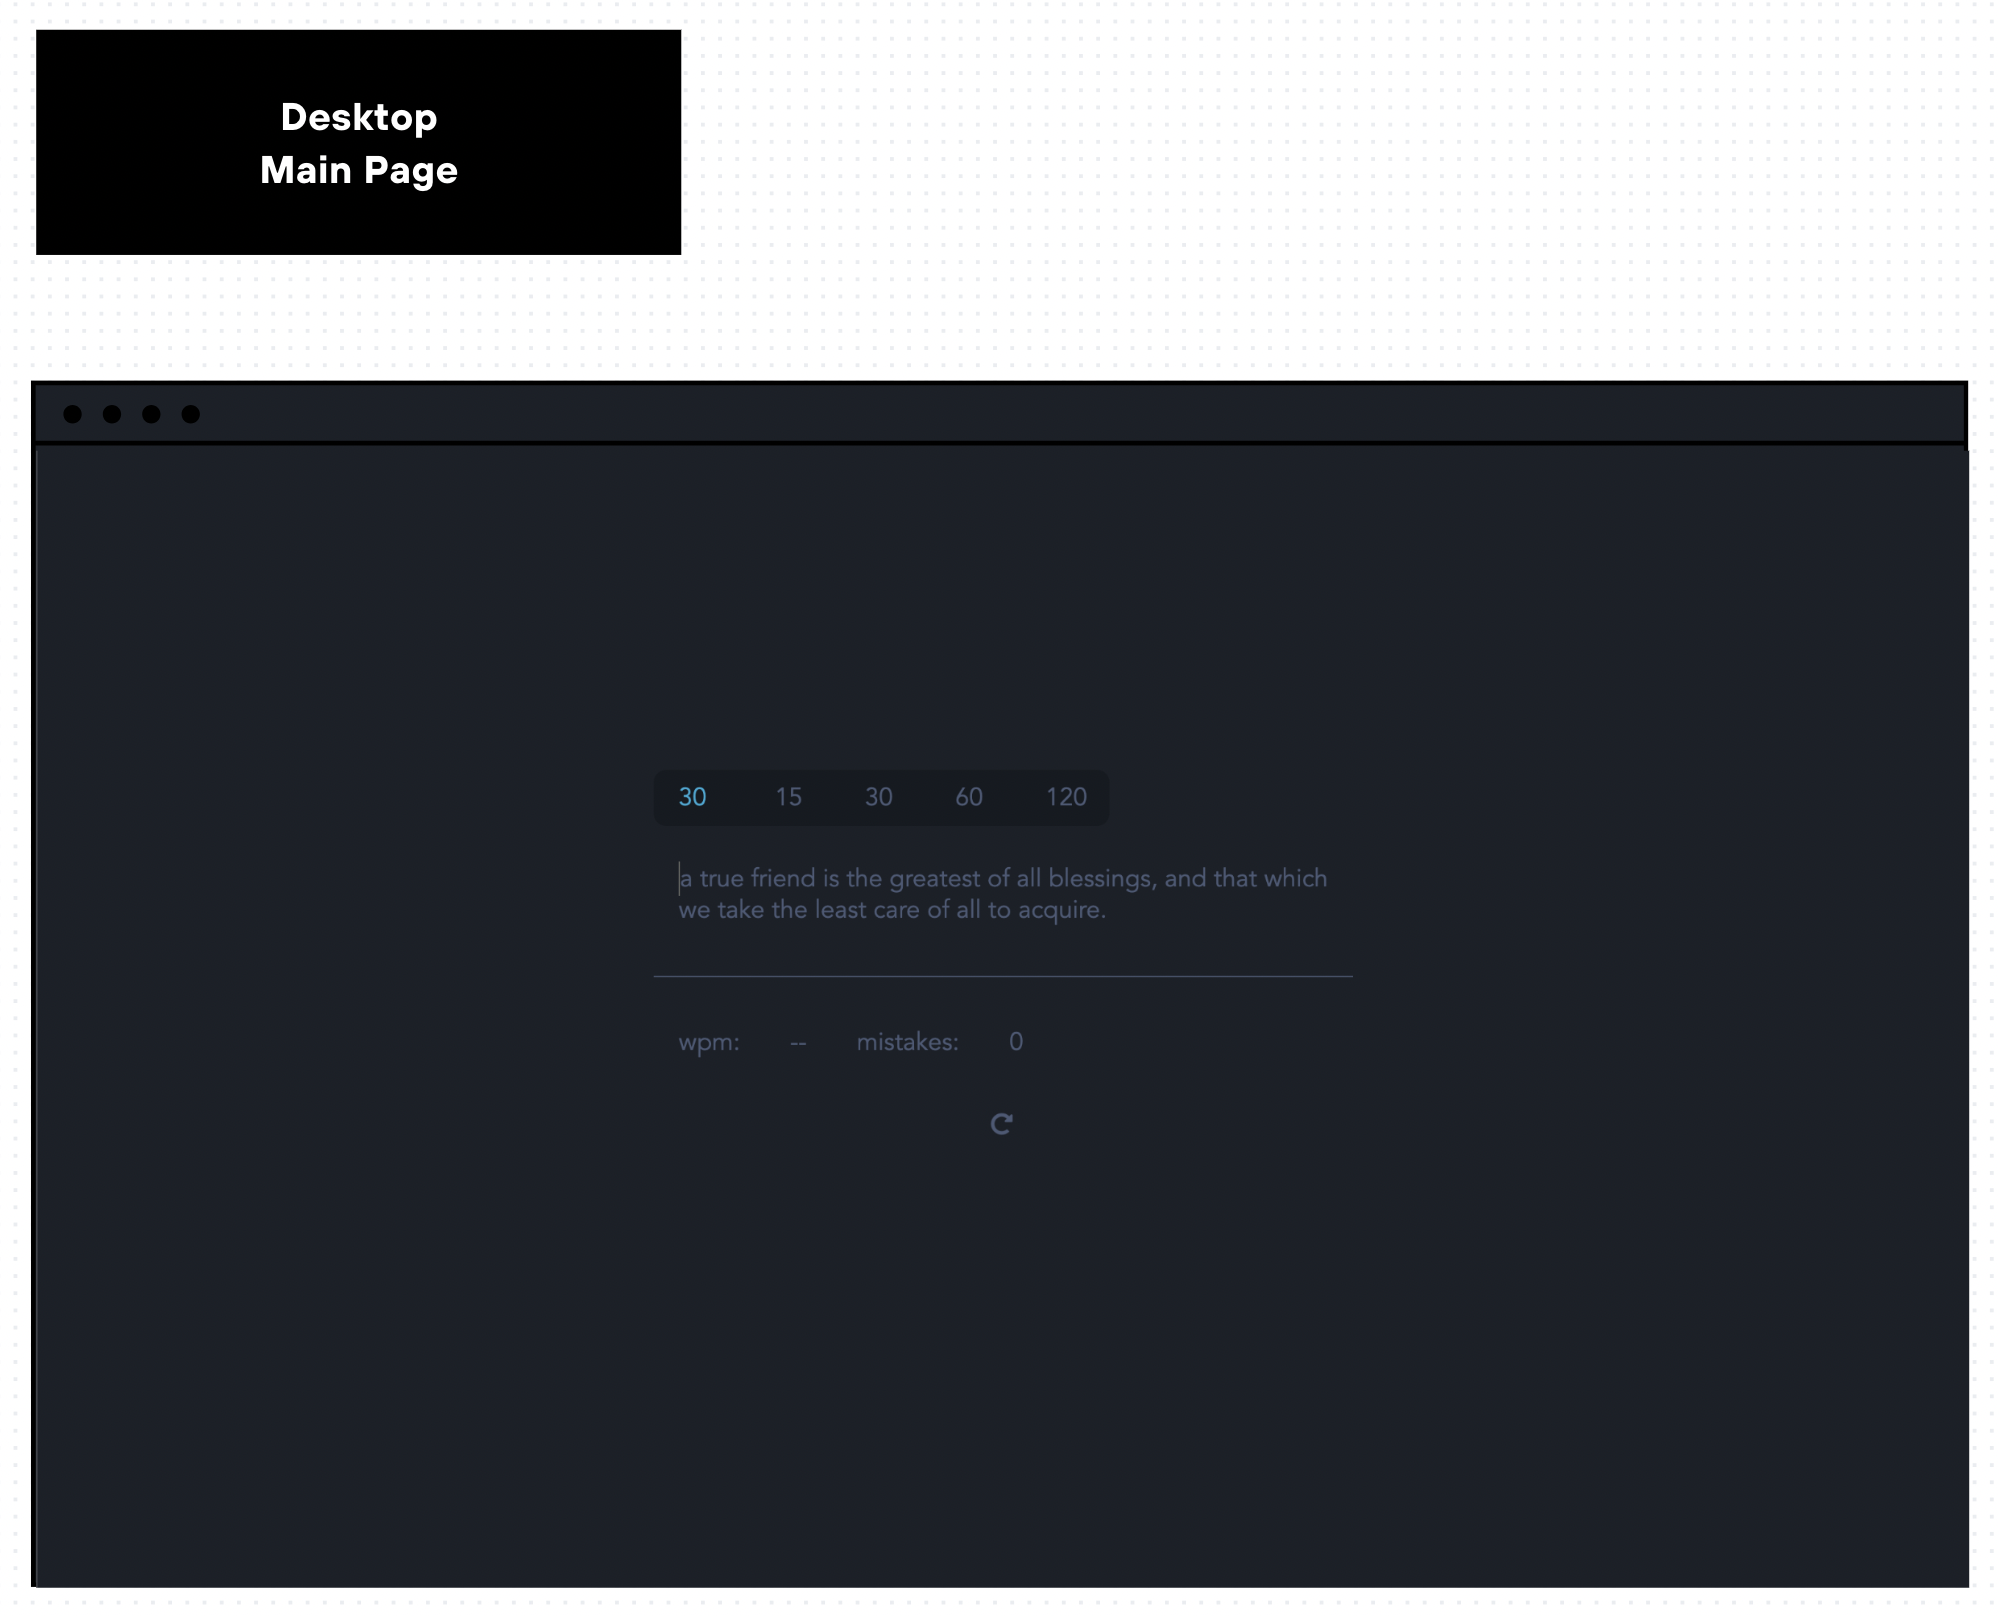 Desktop
Main Page
30 15 30 60 120
a true friend is the greatest of all blessings, and that which
we take the least care of all to acquire.
wpm: -- mistakes: 0